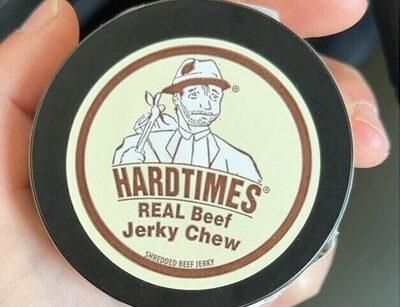 ®
HARDTIMES®
REAL Beef
Jerky Chew
SHREDDED BEEF JERKY